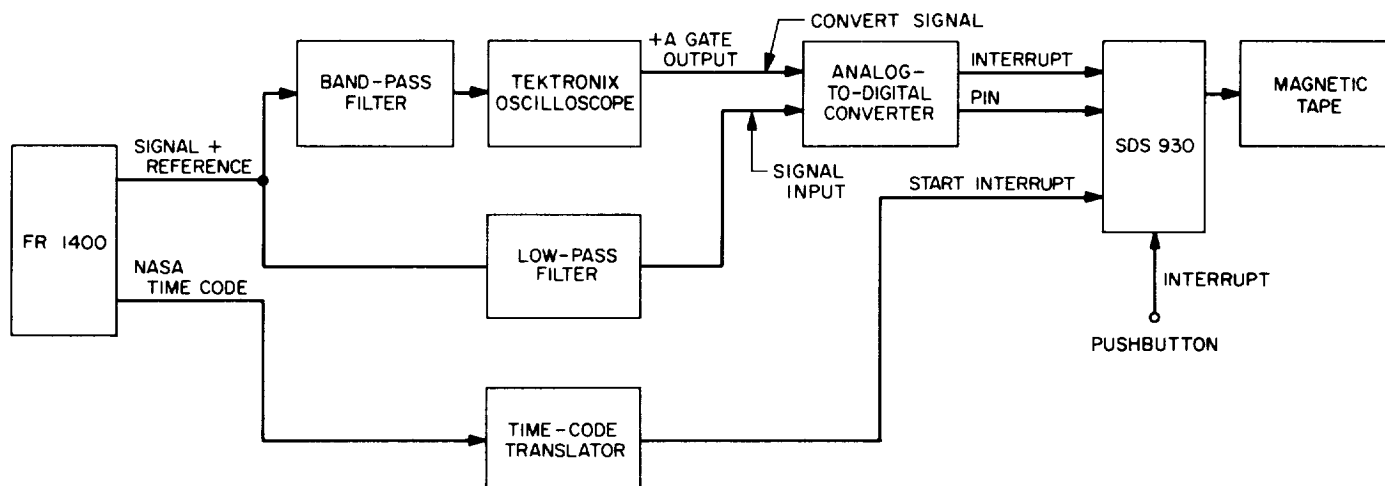 CONVERT SIGNAL
+A GATE
OUTPUT
BAND-PASS
FILTER
TEKTRONIX
OSCILLOSCOPE
ANALOG-
TO-DIGITAL
CONVERTER
INTERRUPT
PIN
SDS 930
MAGNETIC
TAPE
SIGNAL +
REFERENCE
SIGNAL
INPUT
START INTERRUPT
FR 1400
LOW-PASS
FILTER
NASA
TIME CODE
INTERRUPT
PUSHBUTTON
TIME-CODE
TRANSLATOR